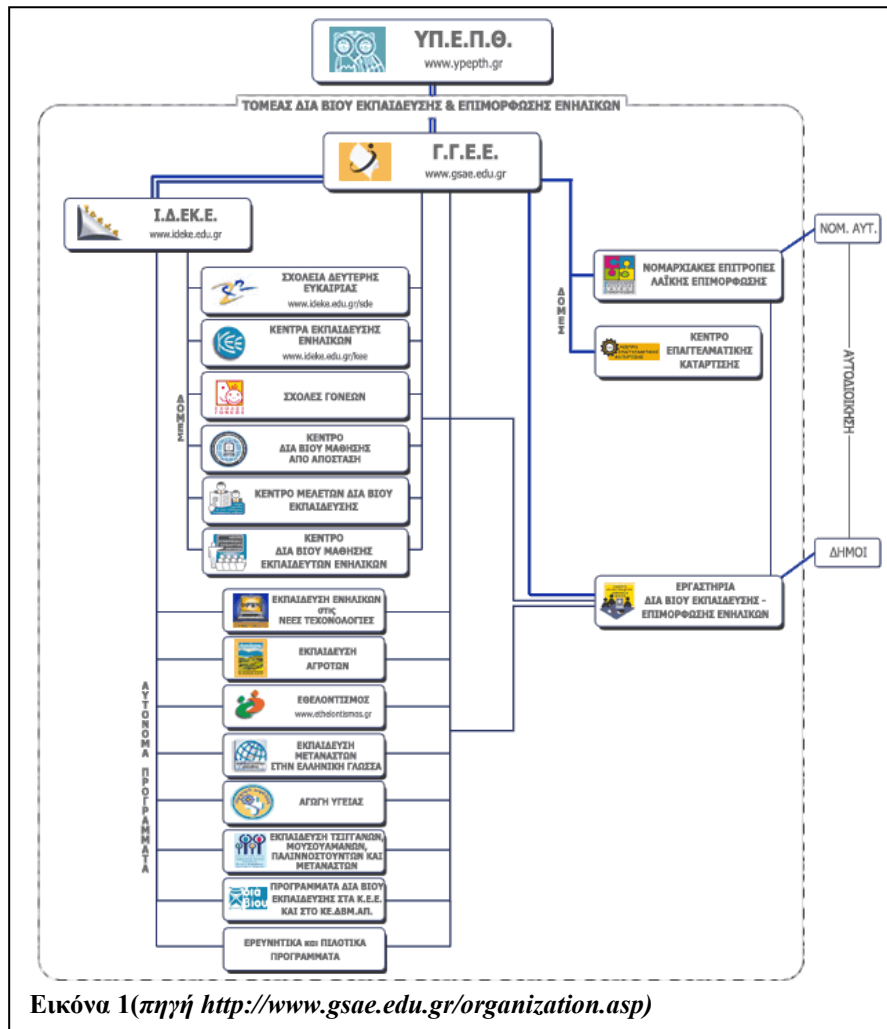 ΥΠ.Ε.Π.Θ.
www.ypepth.gr
ΤΟΜΕΑΣ ΔΙΑ ΒΙΟΥ ΕΚΠΑΙΔΕΥΣΗΣ & ΕΠΙΜΟΡΦΩΣΗΣ ΕΝΗΛΙΚΩΝ
Γ.Γ.Ε.Ε.
www.gsae.edu.gr
Ι.Δ.ΕΚ.Ε.
www.ideke.edu.gr
ΔΟΜΕΣ
ΣΧΟΛΕΙΑ ΔΕΥΤΕΡΗΣ
ΕΥΚΑΙΡΙΑΣ
www.ideke.edu.gr/sde
ΚΕΝΤΡΑ ΕΚΠΑΙΔΕΥΣΗΣ
ΕΝΗΛΙΚΩΝ
www.ideke.edu.gr/kee
ΣΧΟΛΕΣ ΓΟΝΕΩΝ
ΚΕΝΤΡΟ
ΔΙΑ ΒΙΟΥ ΜΑΘΗΣΗΣ
ΑΠΟ ΑΠΟΣΤΑΣΗ
ΚΕΝΤΡΟ ΜΕΛΕΤΩΝ ΔΙΑ ΒΙΟΥ
ΕΚΠΑΙΔΕΥΣΗΣ
ΚΕΝΤΡΟ
ΔΙΑ ΒΙΟΥ ΜΑΘΗΣΗΣ
ΕΚΠΑΙΔΕΥΤΩΝ ΕΝΗΛΙΚΩΝ
ΑΥΤΟΝΟΜΑ ΠΡΟΓΡΑΜΜΑΤΑ
ΕΚΠΑΙΔΕΥΣΗ ΕΝΗΛΙΚΩΝ
στις
ΝΕΕΣ ΤΕΧΟΝΟΛΟΓΙΕΣ
ΕΚΠΑΙΔΕΥΣΗ
ΑΓΡΟΤΩΝ
ΕΘΕΛΟΝΤΙΣΜΟΣ
www.ethelontismos.gr
ΕΚΠΑΙΔΕΥΣΗ
ΜΕΤΑΝΑΣΤΩΝ
ΣΤΗΝ ΕΛΛΗΝΙΚΗ ΓΛΩΣΣΑ
ΑΓΩΓΗ ΥΓΕΙΑΣ
ΕΚΠΑΙΔΕΥΣΗ ΤΣΙΓΓΑΝΩΝ,
ΜΟΥΣΟΥΛΜΑΝΩΝ,
ΠΑΛΙΝΝΟΣΤΟΥΝΤΩΝ ΚΑΙ
ΜΕΤΑΝΑΣΤΩΝ
δια
βίου
ΠΡΟΓΡΑΜΜΑΤΑ ΔΙΑ ΒΙΟΥ
ΕΚΠΑΙΔΕΥΣΗΣ ΣΤΑ Κ.Ε.Ε.
ΚΑΙ ΣΤΟ ΚΕ.ΔΒΜ.ΑΠ.
ΕΡΕΥΝΗΤΙΚΑ και ΠΙΛΟΤΙΚΑ
ΠΡΟΓΡΑΜΜΑΤΑ
ΔΟΜΕΣ
ΝΟΜΑΡΧΙΑΚΕΣ ΕΠΙΤΡΟΠΕΣ
ΛΑΪΚΗΣ ΕΠΙΜΟΡΦΩΣΗΣ
ΚΕΝΤΡΟ
ΕΠΑΓΓΕΛΜΑΤΙΚΗΣ
ΚΑΤΑΡΤΙΣΗΣ
ΕΡΓΑΣΤΗΡΙΑ
ΔΙΑ ΒΙΟΥ ΕΚΠΑΙΔΕΥΣΗΣ -
ΕΠΙΜΟΡΦΩΣΗΣ ΕΝΗΛΙΚΩΝ
ΝΟΜ. ΑΥΤ.
ΑΥΤΟΔΙΟΙΚΗΣΗ
ΔΗΜΟΙ
Εικόνα 1(πηγή http://www.gsae.edu.gr/organization.asp)